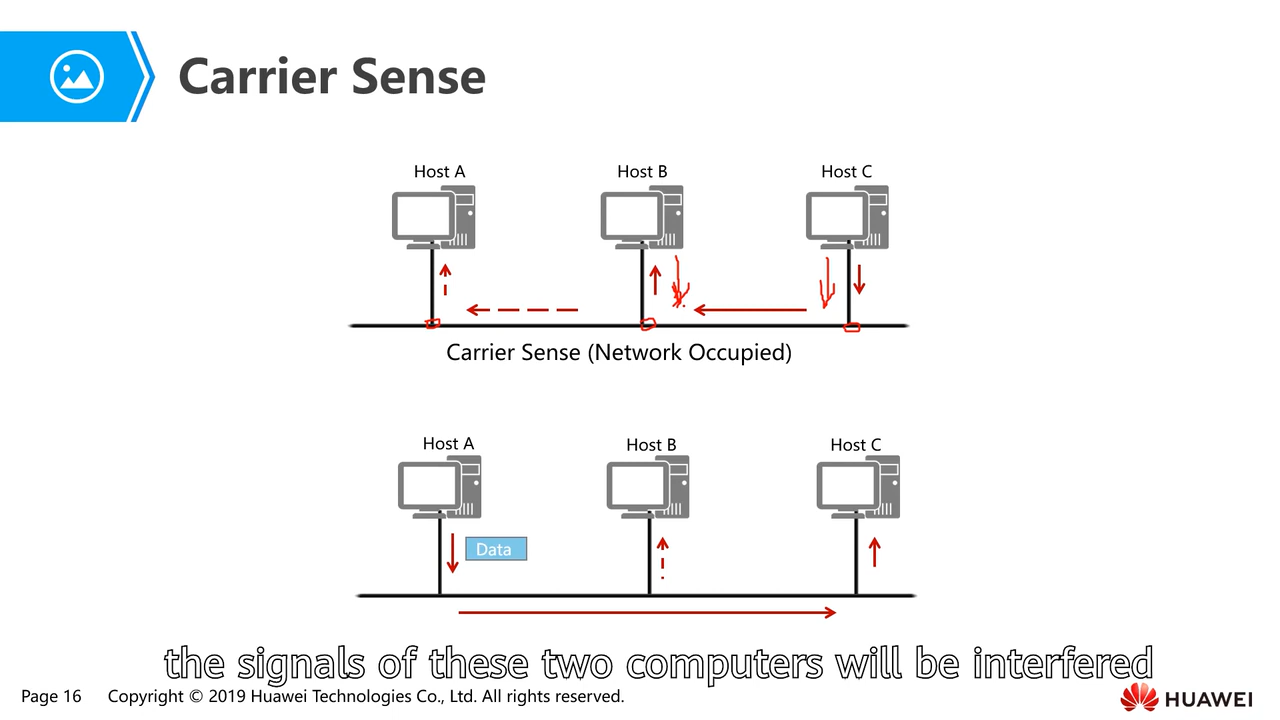 Carrier Sense
Host A
Host B
Host C
Carrier Sense (Network Occupied)
Host A
Host B
Host C
Data
the signals of these two computers will be interfered
Page 16
Copyright © 2019 Huawei Technologies Co., Ltd. All rights reserved.
HUAWEI